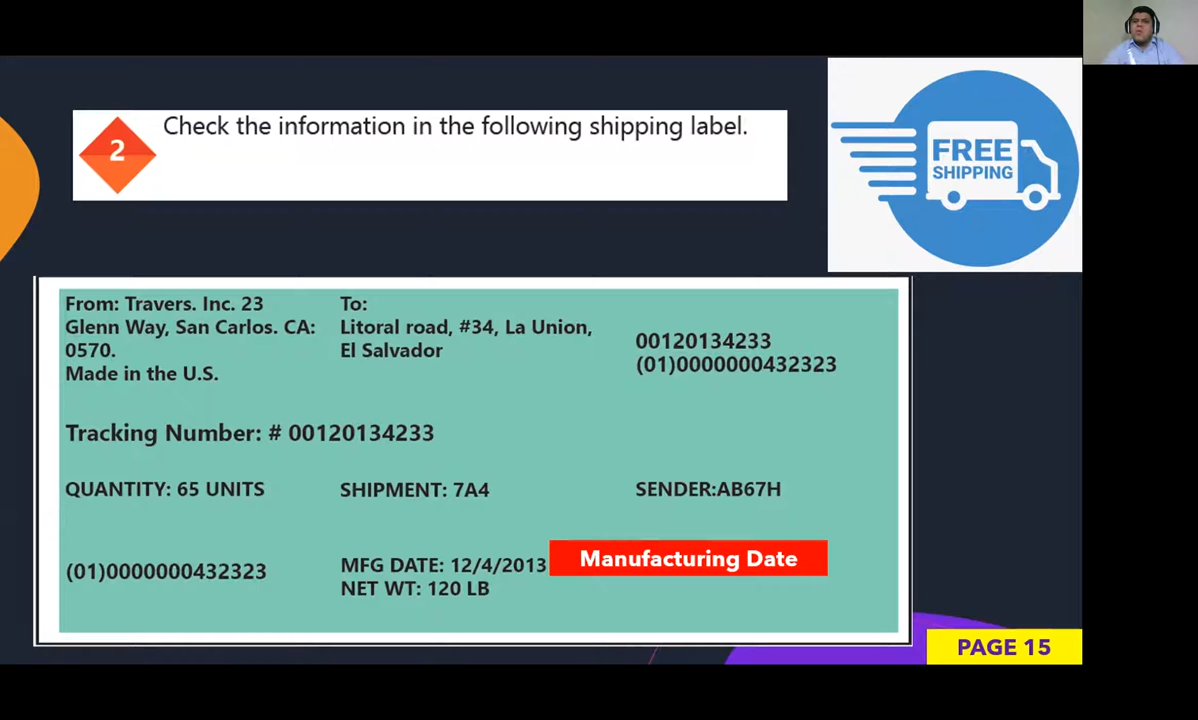 2
Check the information in the following shipping label.
FREE
SHIPPING
From: Travers. Inc. 23
Glenn Way, San Carlos. CA:
0570.
Made in the U.S.
To:
Litoral road, #34, La Union,
El Salvador
00120134233
(01)0000000432323
Tracking Number: # 00120134233
QUANTITY: 65 UNITS
SHIPMENT: 7A4
SENDER:AB67H
(01)0000000432323
MFG DATE: 12/4/2013
NET WT: 120 LB
Manufacturing Date
PAGE 15